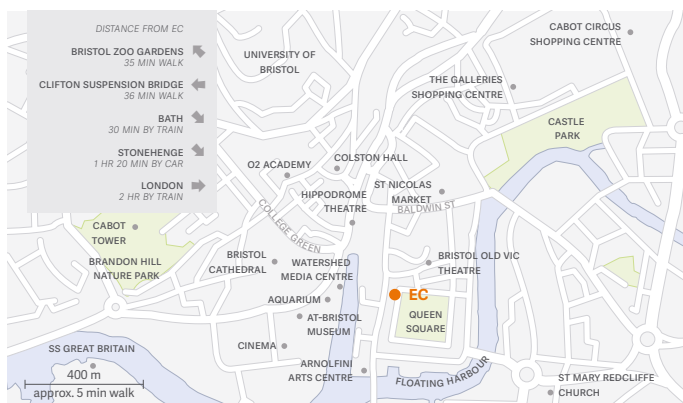 DISTANCE FROM EC
BRISTOL ZOO GARDENS
35 MIN WALK
CLIFTON SUSPENSION BRIDGE
36 MIN WALK
BATH
30 MIN BY TRAIN
STONEHENGE
1 HR 20 MIN BY CAR
LONDON
2 HR BY TRAIN
CABOT CIRCUS
SHOPPING CENTRE
UNIVERSITY OF
BRISTOL
THE GALLERIES
SHOPPING CENTRE
CASTLE
PARK
O2 ACADEMY
COLSTON HALL
HIPPODROME
THEATRE
ST NICOLAS
MARKET
BALDWIN ST
COLLEGE GREEN
CABOT
TOWER
BRANDON HILL
NATURE PARK
BRISTOL
CATHEDRAL
WATERSHED
MEDIA CENTRE
BRISTOL OLD VIC
THEATRE
AQUARIUM
EC
QUEEN
SQUARE
AT-BRISTOL
MUSEUM
CINEMA
SS GREAT BRITAIN
ARNOLFINI
ARTS CENTRE
FLOATING HARBOUR
ST MARY REDCLIFFE
CHURCH
400 m
approx. 5 min walk